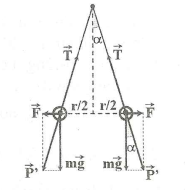 α
T⃗ T⃗
F⃗ r/2 r/2 F⃗
α
P⃗' mg⃗ mg⃗ P⃗'